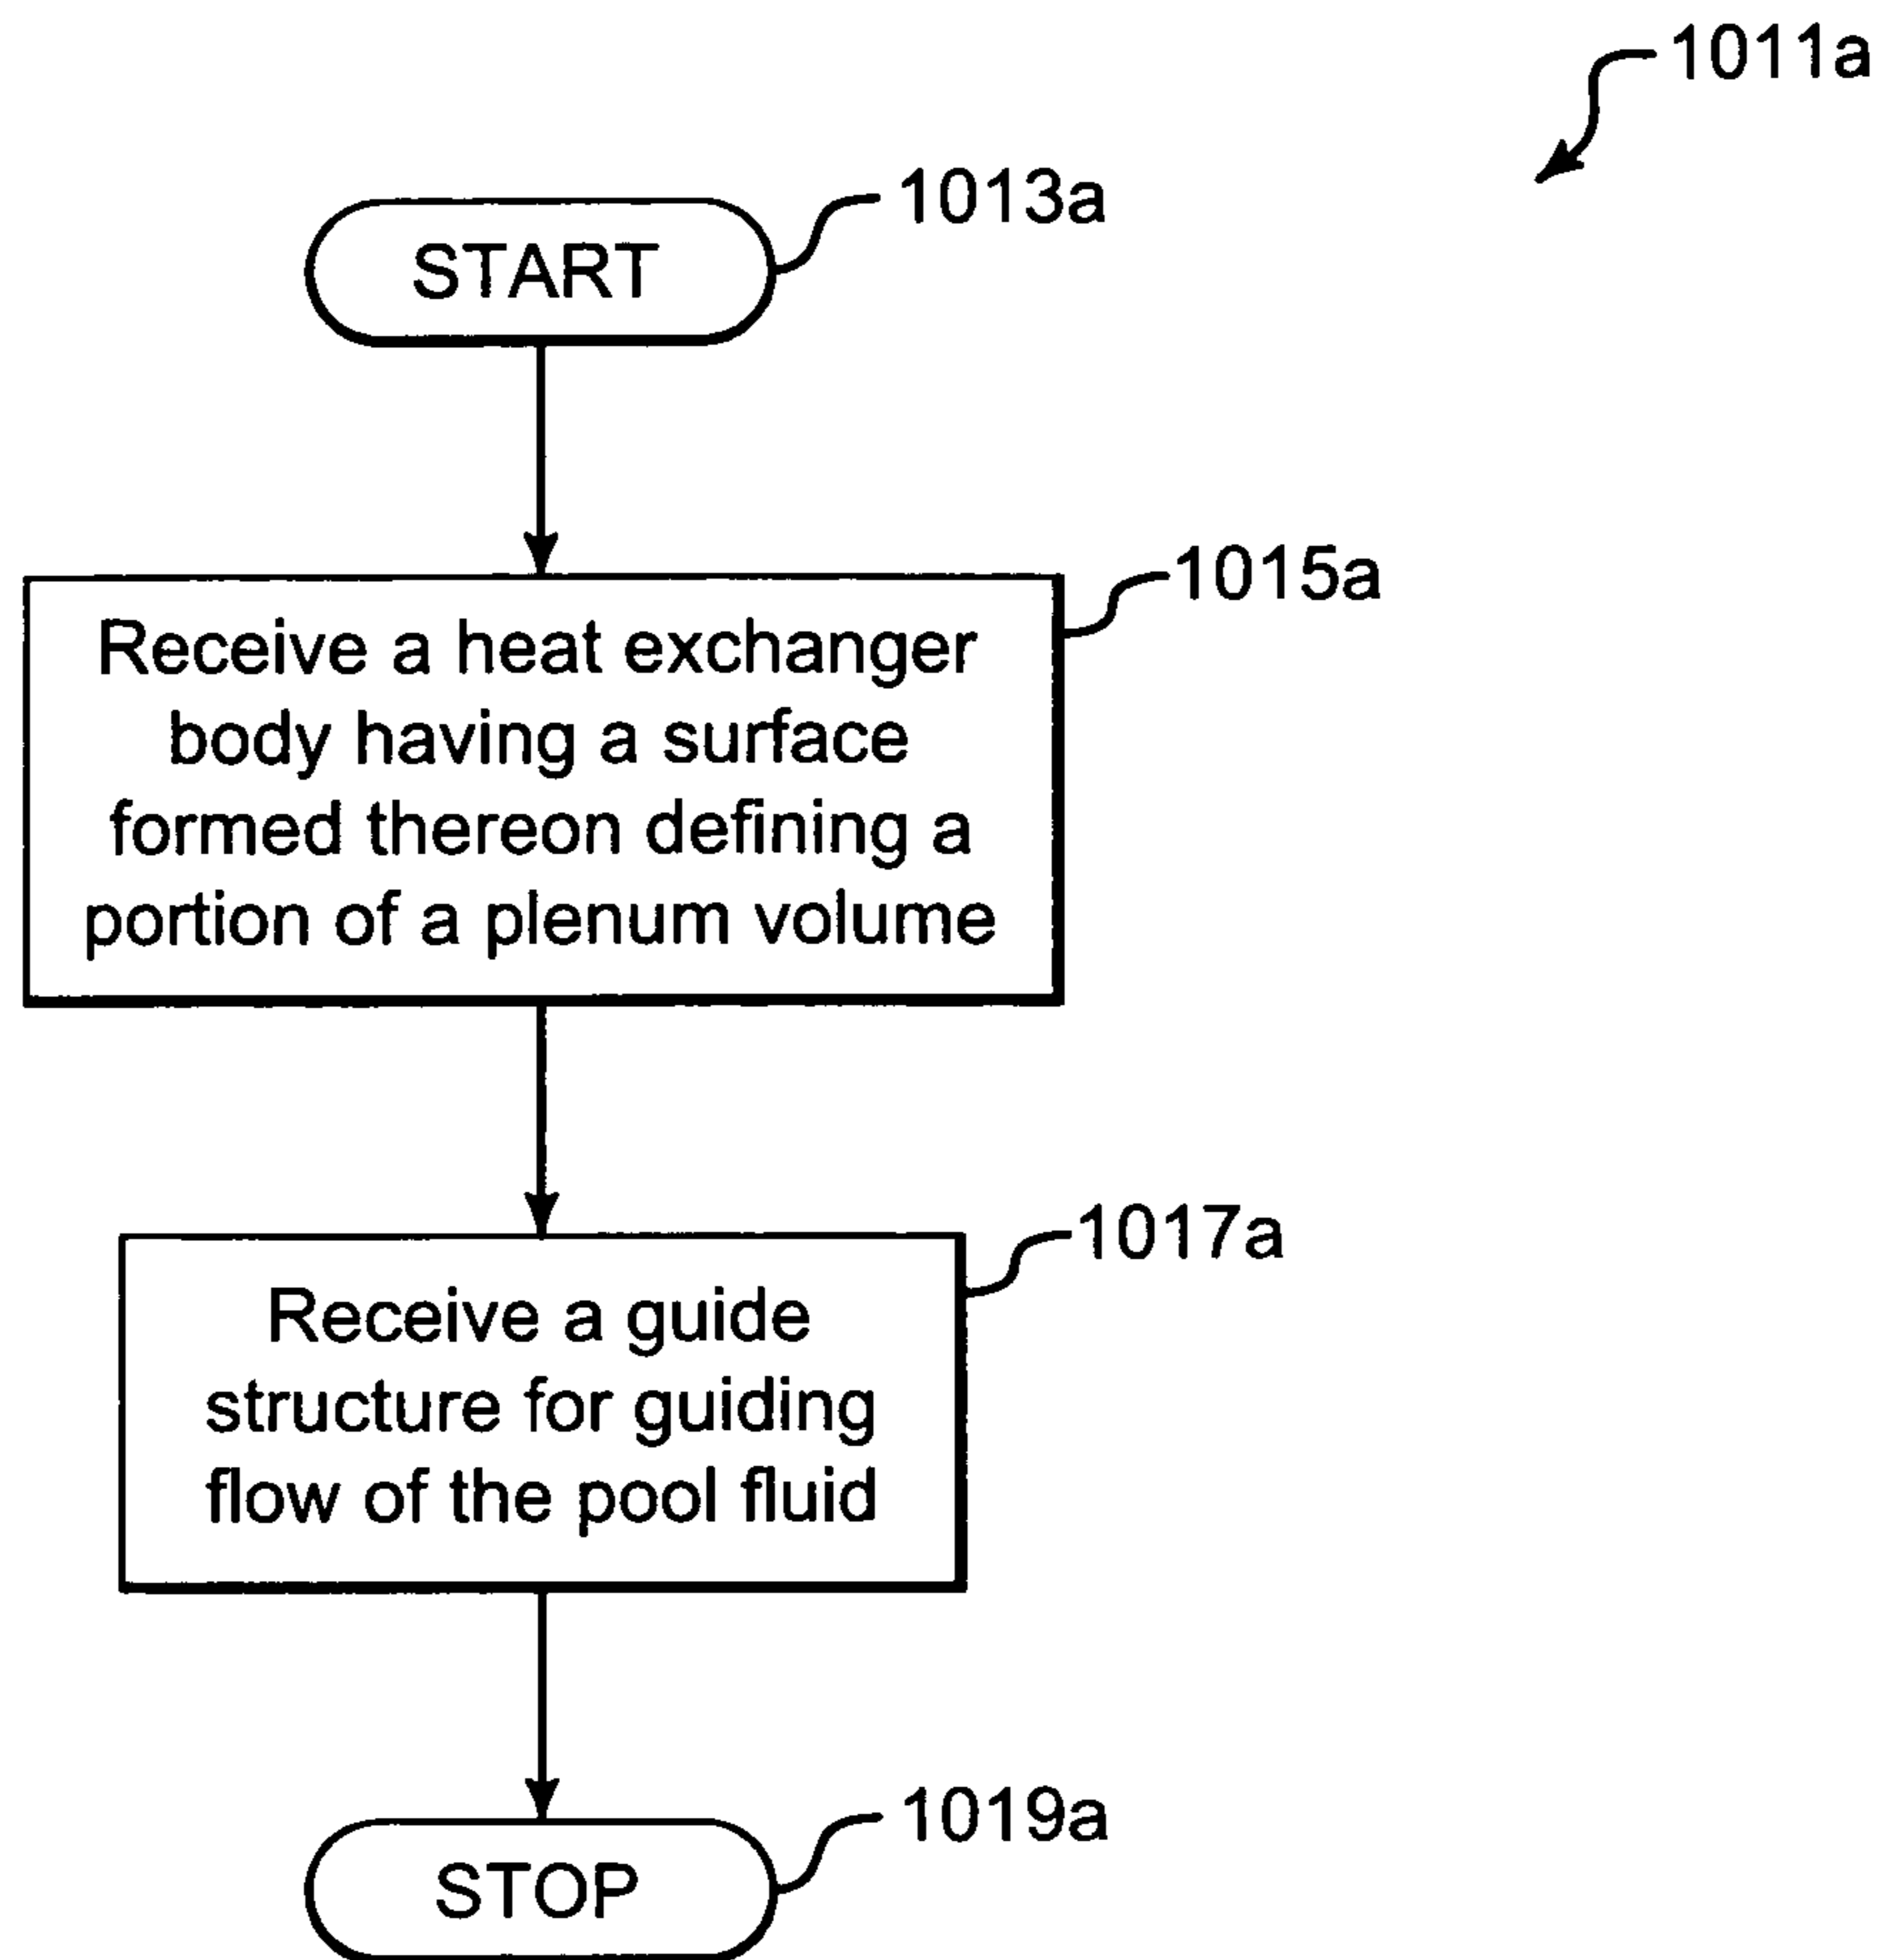 1011a
1013a
START
1015a
Receive a heat exchanger
body having a surface
formed thereon defining a
portion of a plenum volume
1017a
Receive a guide
structure for guiding
flow of the pool fluid
1019a
STOP